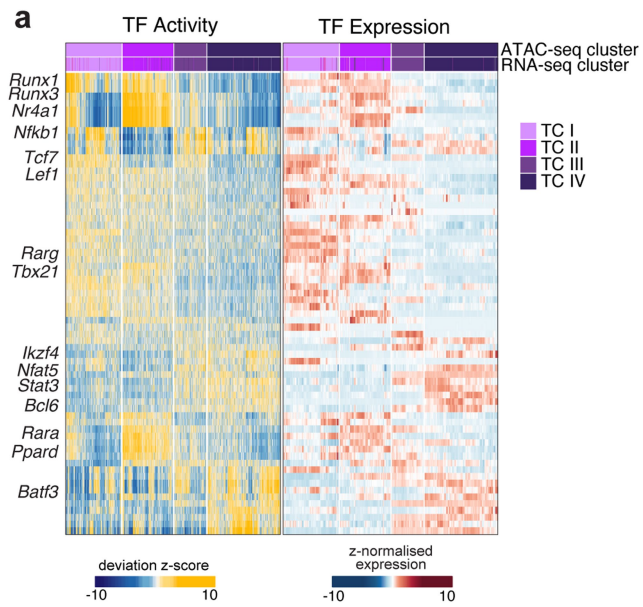 a
TF Activity
TF Expression
ATAC-seq cluster
RNA-seq cluster
Runx1
Runx3
Nr4a1
Nfkb1
Tcf7
Lef1
Rarg
Tbx21
Ikzf4
Nfat5
Stat3
Bcl6
Rara
Ppard
Batf3
TC I
TC II
TC III
TC IV
deviation z-score
-10
10
z-normalised
expression
-10
10